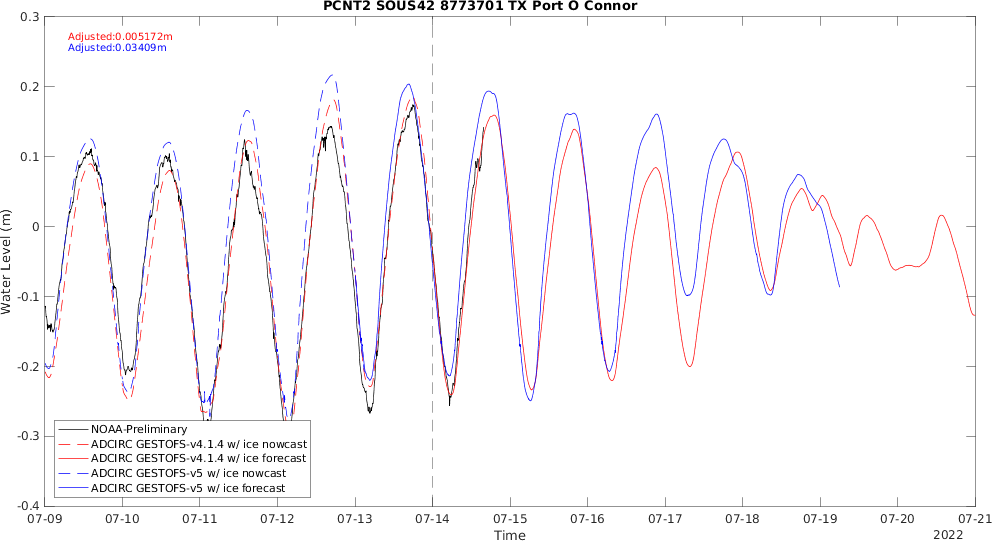 PCNT2 SOUS42 8773701 TX Port O Connor
Adjusted:0.005172m
Adjusted:0.03409m
Water Level (m)
0.3
0.2
0.1
0
-0.1
-0.2
-0.3
-0.4
NOAA-Preliminary
ADCIRC GESTOFS-v4.1.4 w/ ice nowcast
ADCIRC GESTOFS-v4.1.4 w/ ice forecast
ADCIRC GESTOFS-v5 w/ ice nowcast
ADCIRC GESTOFS-v5 w/ ice forecast
07-09 07-10 07-11 07-12 07-13 07-14 07-15 07-16 07-17 07-18 07-19 07-20 07-21
Time
2022